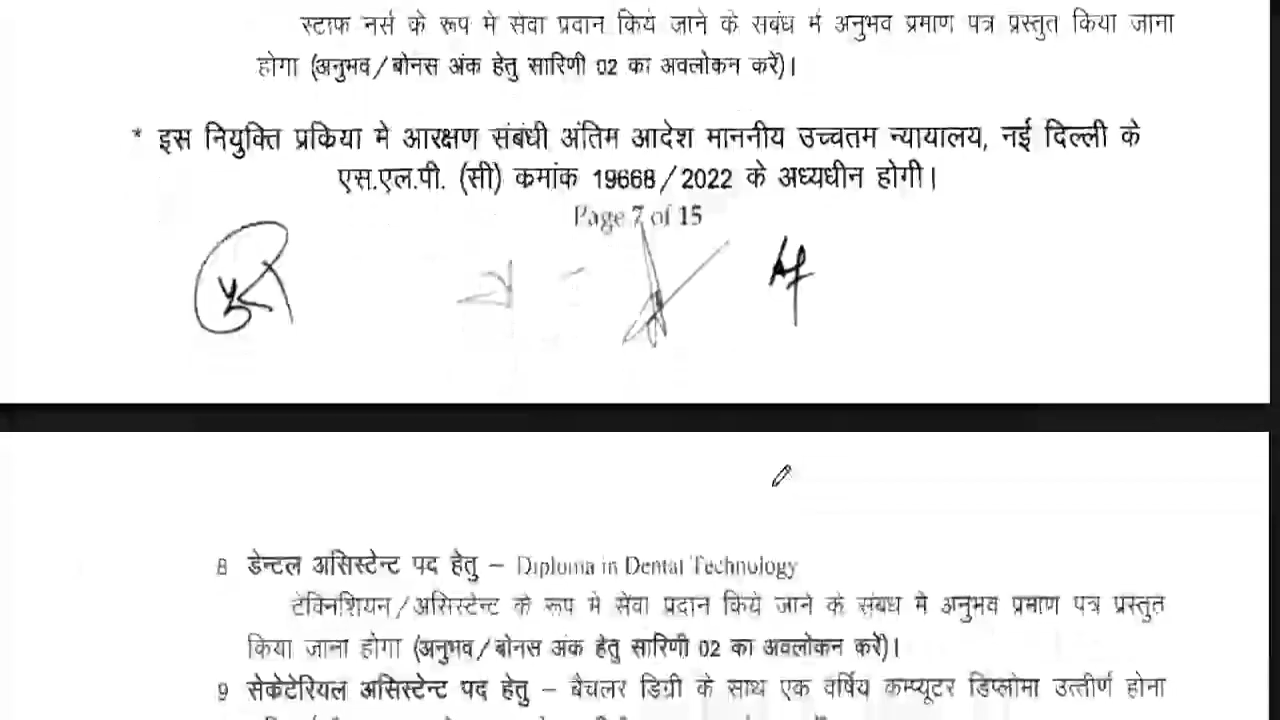 स्टाफ नर्स के रूप मे सेवा प्रदान किये जाने के सबंध मे अनुभव प्रमाण पत्र प्रस्तुत किया जाना
होगा (अनुभव/बोनस अंक हेतु सारिणी 02 का अवलोकन करें)।
* इस नियुक्ति प्रकिया मे आरक्षण संबंधी अंतिम आदेश माननीय उच्चतम न्यायालय, नई दिल्ली के
एस.एल.पी. (सी) कमांक 19668/2022 के अध्यधीन होगी।
Page 7 of 15
8 डेन्टल असिस्टेन्ट पद हेतु – Diploma in Dental Technology
टेक्निशियन/असिस्टेन्ट के रूप मे सेवा प्रदान किये जाने के संबध मे अनुभव प्रमाण पत्र प्रस्तुत
किया जाना होगा (अनुभव/बोनस अंक हेतु सारिणी 02 का अवलोकन करें)।
9 सेकेटेरियल असिस्टेन्ट पद हेतु – बैचलर डिग्री के साथ एक वर्षिय कम्प्यूटर डिप्लोमा उत्तीर्ण होना